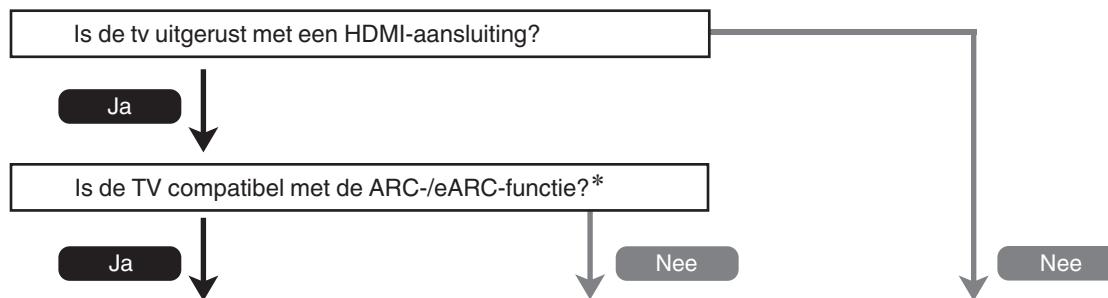 Is de tv uitgerust met een HDMI-aansluiting?
Ja
Is de TV compatibel met de ARC-/eARC-functie?*
Ja
Nee
Nee